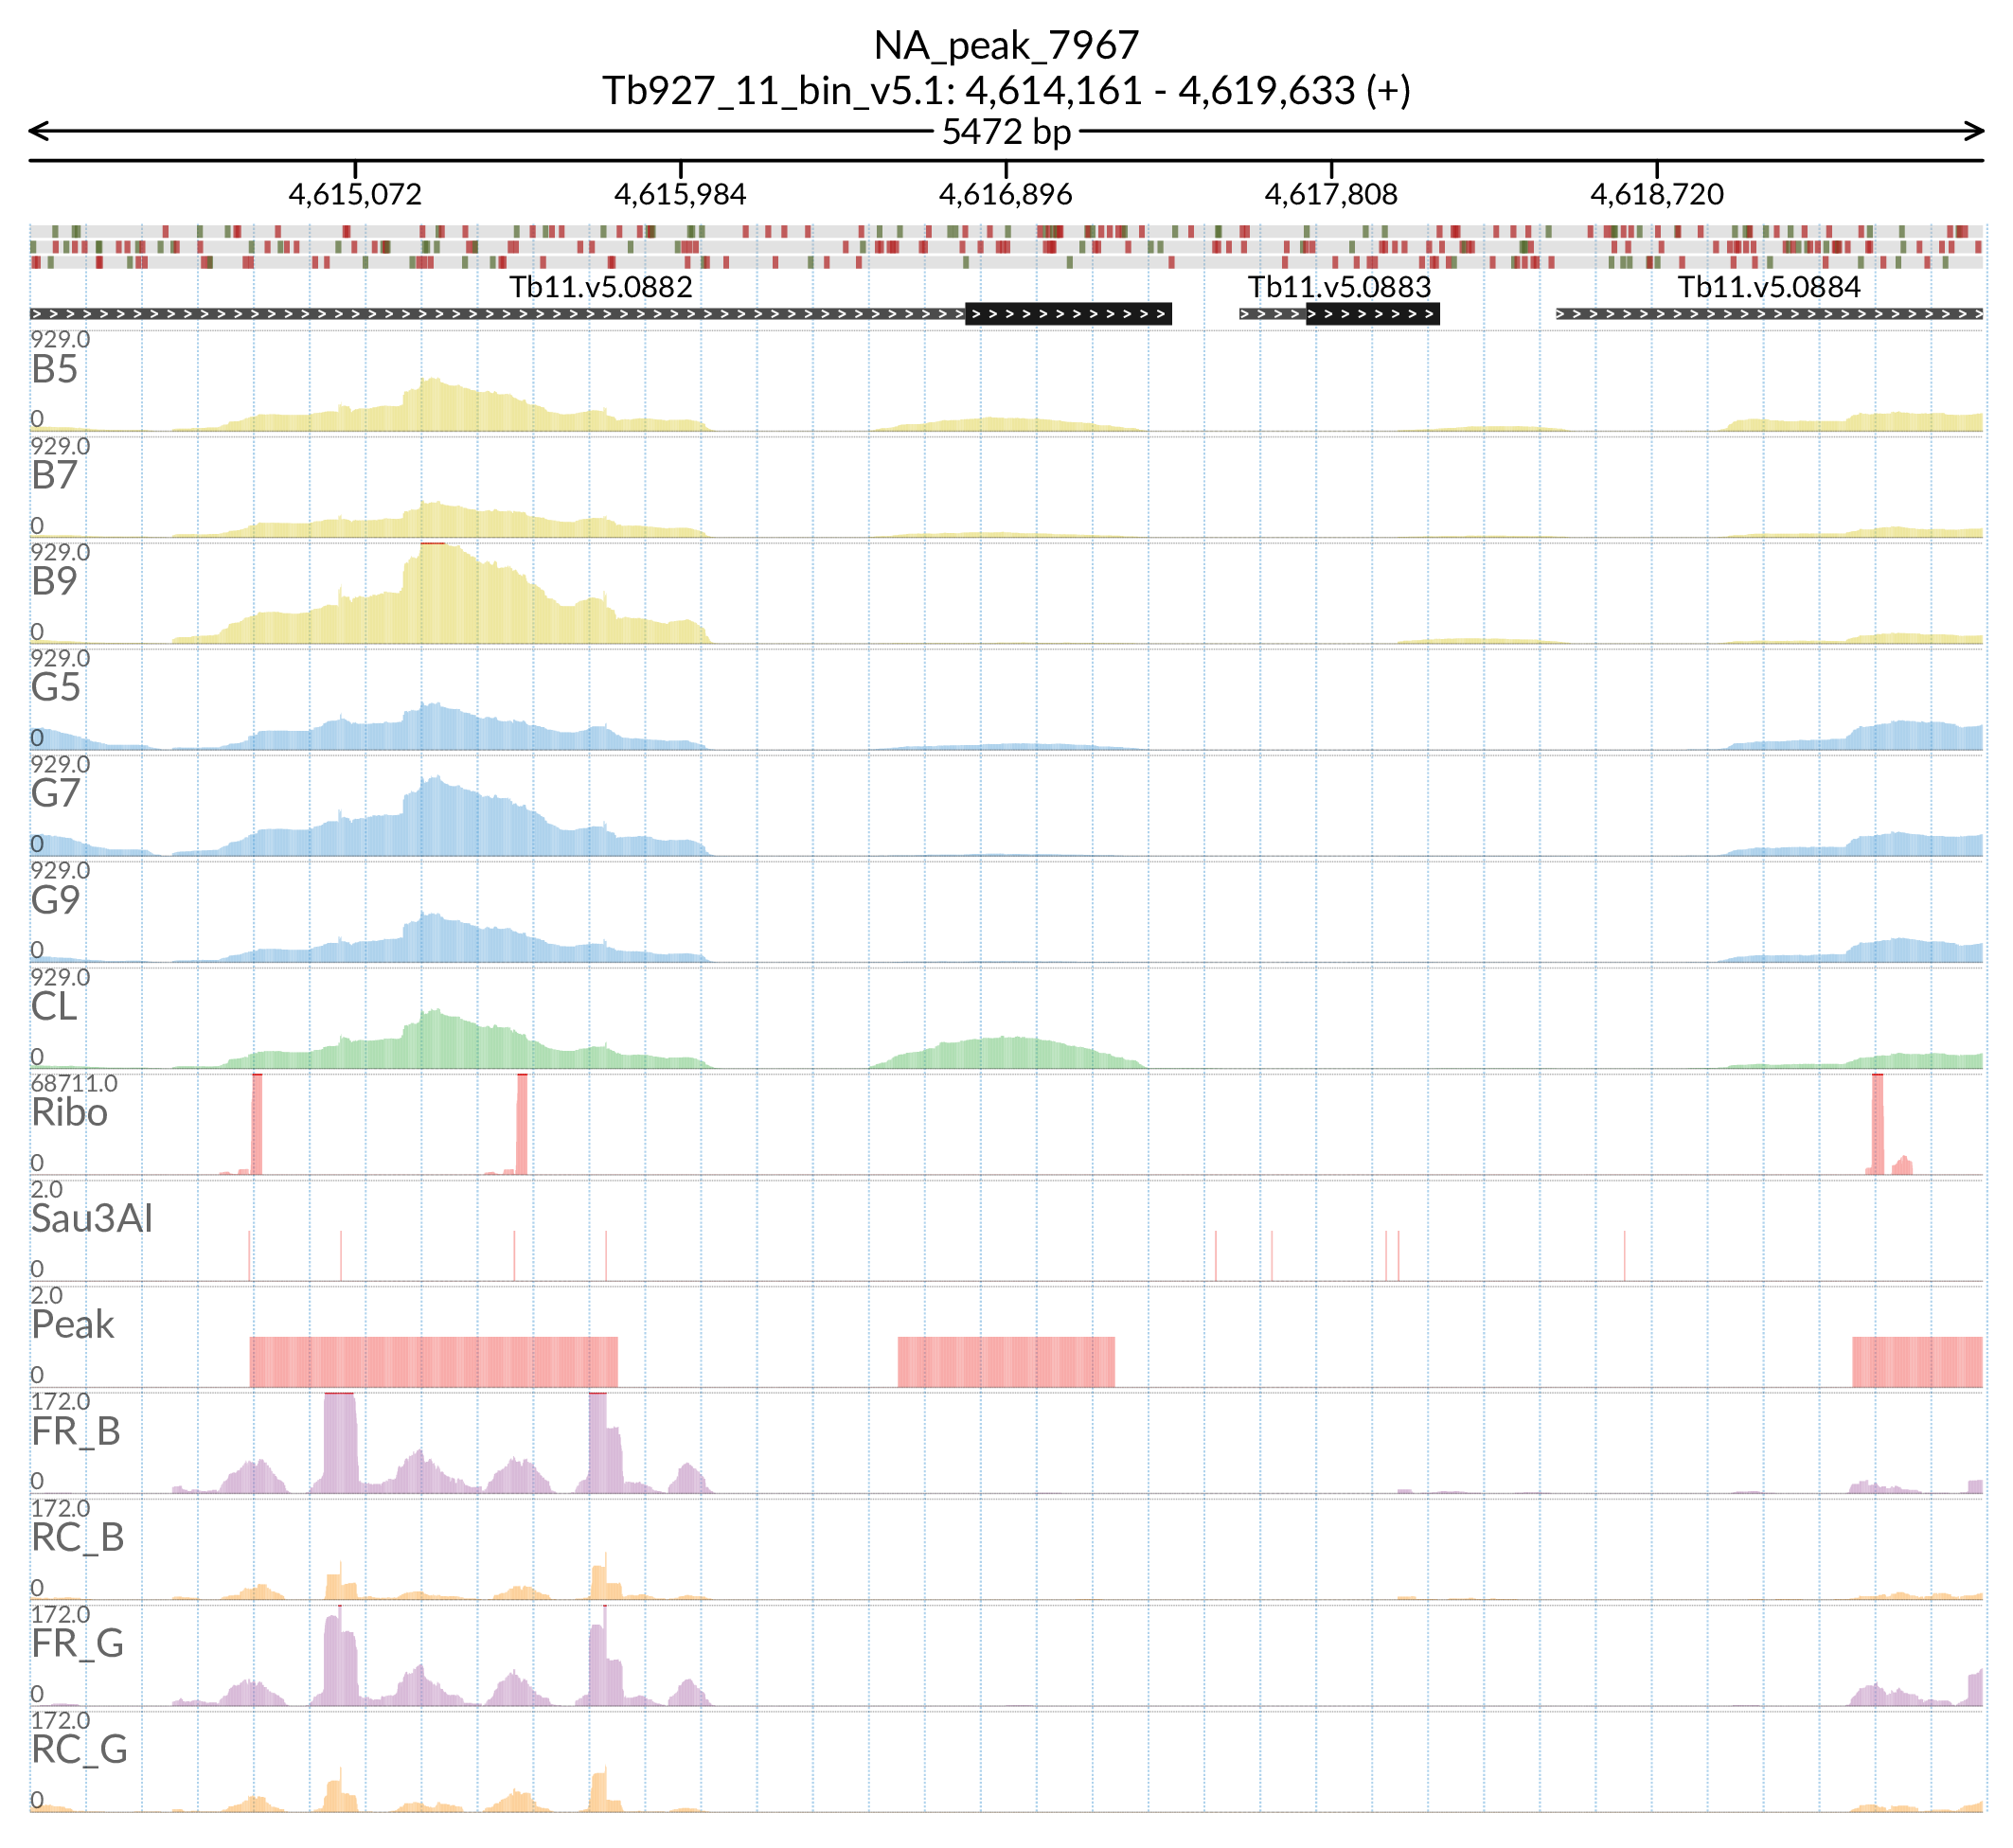 NA_peak_7967
Tb927_11_bin_v5.1: 4,614,161 - 4,619,633 (+)
5472 bp
4,615,072 4,615,984 4,616,896 4,617,808 4,618,720
Tb11.v5.0882 Tb11.v5.0883 Tb11.v5.0884
929.0
B5
0
929.0
B7
0
929.0
B9
0
929.0
G5
0
929.0
G7
0
929.0
G9
0
929.0
CL
0
68711.0
Ribo
0
2.0
Sau3AI
0
2.0
Peak
0
172.0
FR_B
0
172.0
RC_B
0
172.0
FR_G
0
172.0
RC_G
0